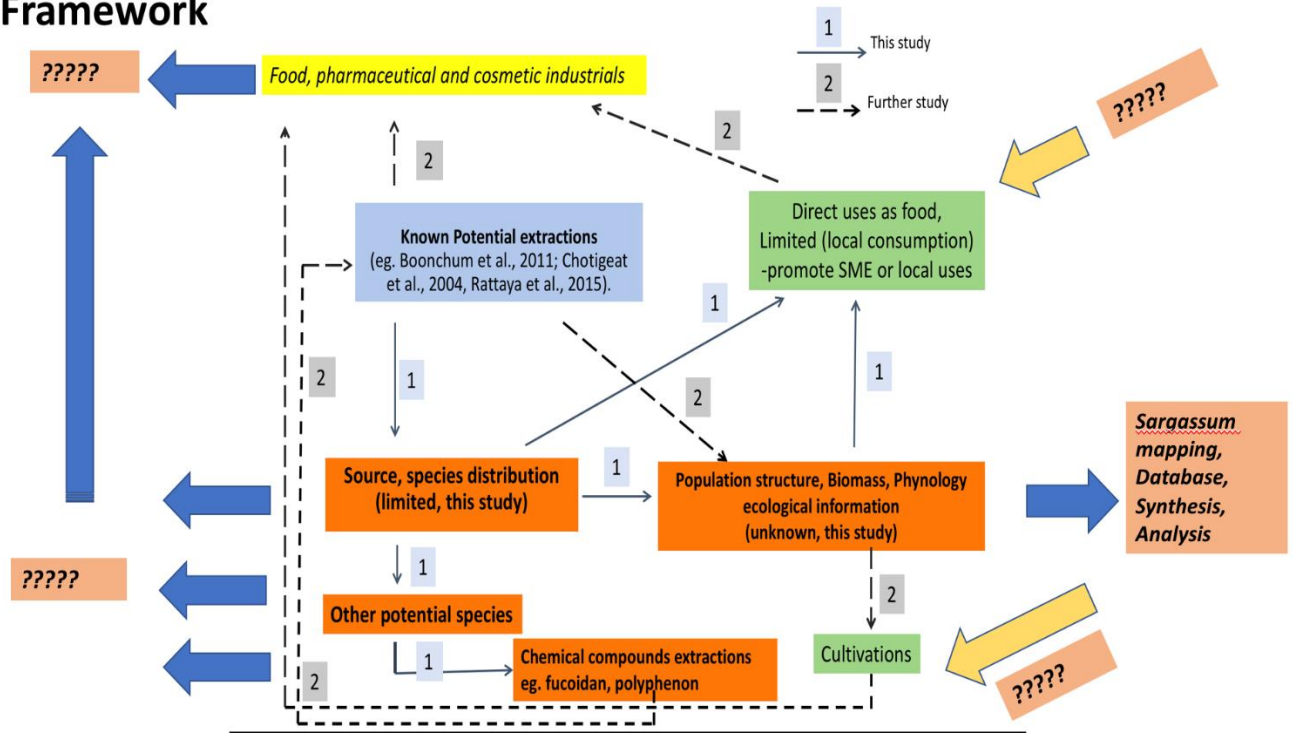 Framework
?????
Food, pharmaceutical and cosmetic industrials
1
This study
2
Further study
?????
2
2
Known Potential extractions
(eg. Boonchum et al., 2011; Chotigeat
et al., 2004, Rattaya et al., 2015).
Direct uses as food,
Limited (local consumption)
-promote SME or local uses
1
2
1
2
1
Source, species distribution
(limited, this study)
1
Population structure, Biomass, Phynology
ecological information
(unknown, this study)
Sargassum
mapping,
Database,
Synthesis,
Analysis
?????
1
2
Other potential species
1
Chemical compounds extractions
eg. fucoidan, polyphenon
Cultivations
2
?????